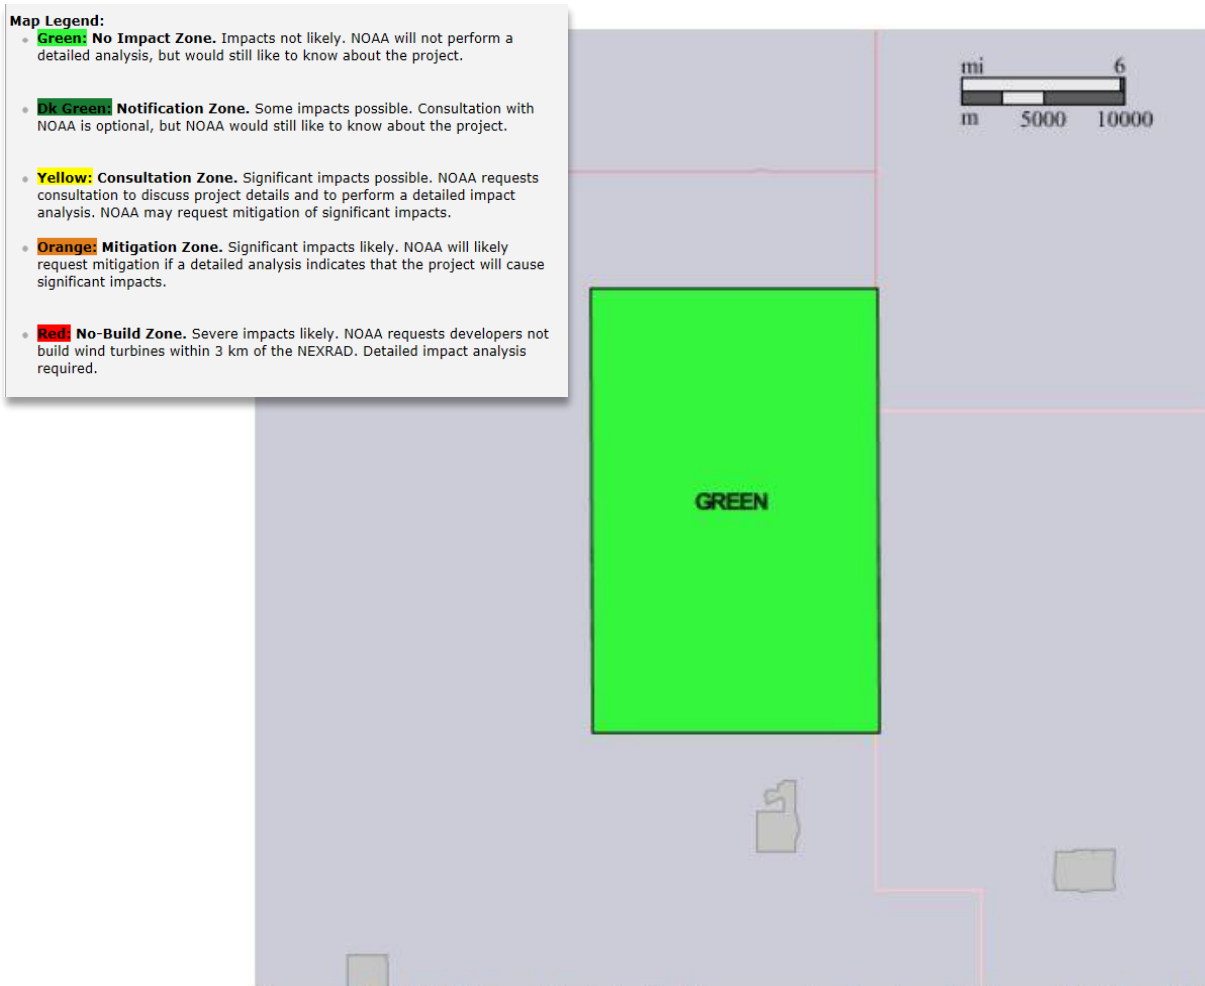 Map Legend:
Green: No Impact Zone. Impacts not likely. NOAA will not perform a
detailed analysis, but would still like to know about the project.
Dk Green: Notification Zone. Some impacts possible. Consultation with
NOAA is optional, but NOAA would still like to know about the project.
Yellow: Consultation Zone. Significant impacts possible. NOAA requests
consultation to discuss project details and to perform a detailed impact
analysis. NOAA may request mitigation of significant impacts.
Orange: Mitigation Zone. Significant impacts likely. NOAA will likely
request mitigation if a detailed analysis indicates that the project will cause
significant impacts.
Red: No-Build Zone. Severe impacts likely. NOAA requests developers not
build wind turbines within 3 km of the NEXRAD. Detailed impact analysis
required.
mi 6
m 5000 10000
GREEN